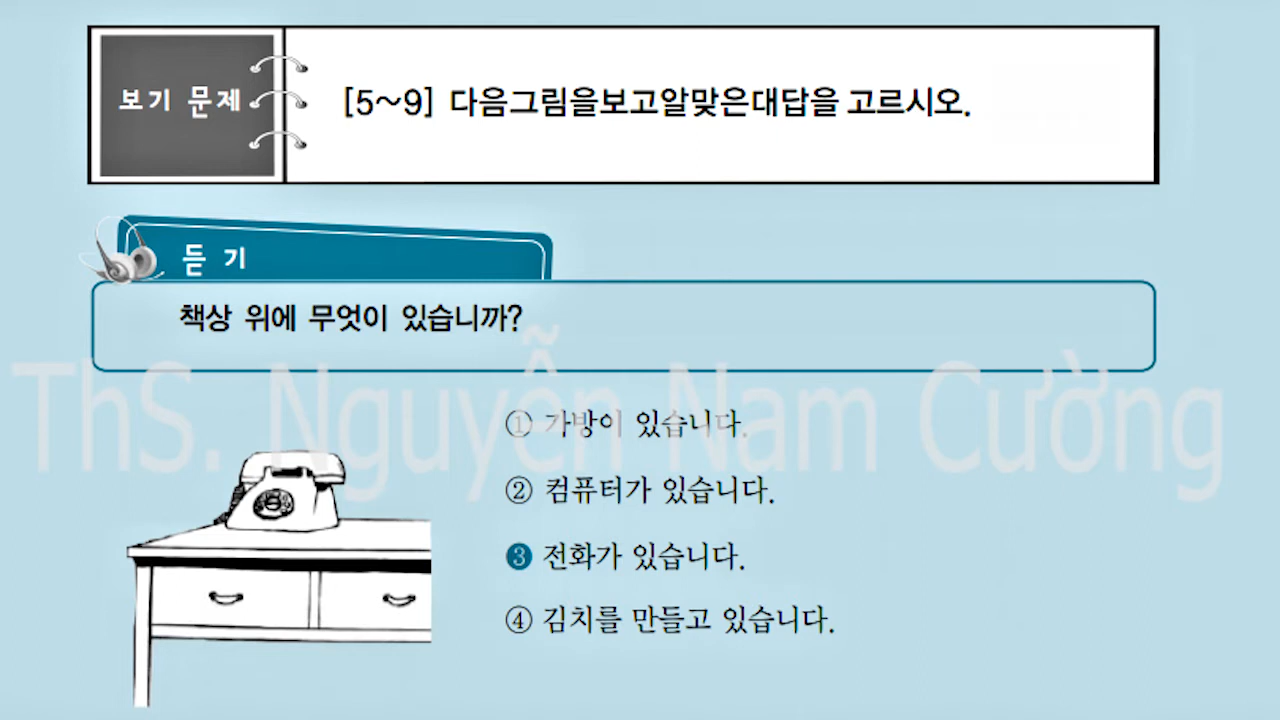 보기 문제
[5~9] 다음그림을보고알맞은대답을 고르시오.
듣 기
책상 위에 무엇이 있습니까?
ThS. Nguyễn Nam Cường
① 가방이 있습니다.
② 컴퓨터가 있습니다.
❸ 전화가 있습니다.
④ 김치를 만들고 있습니다.